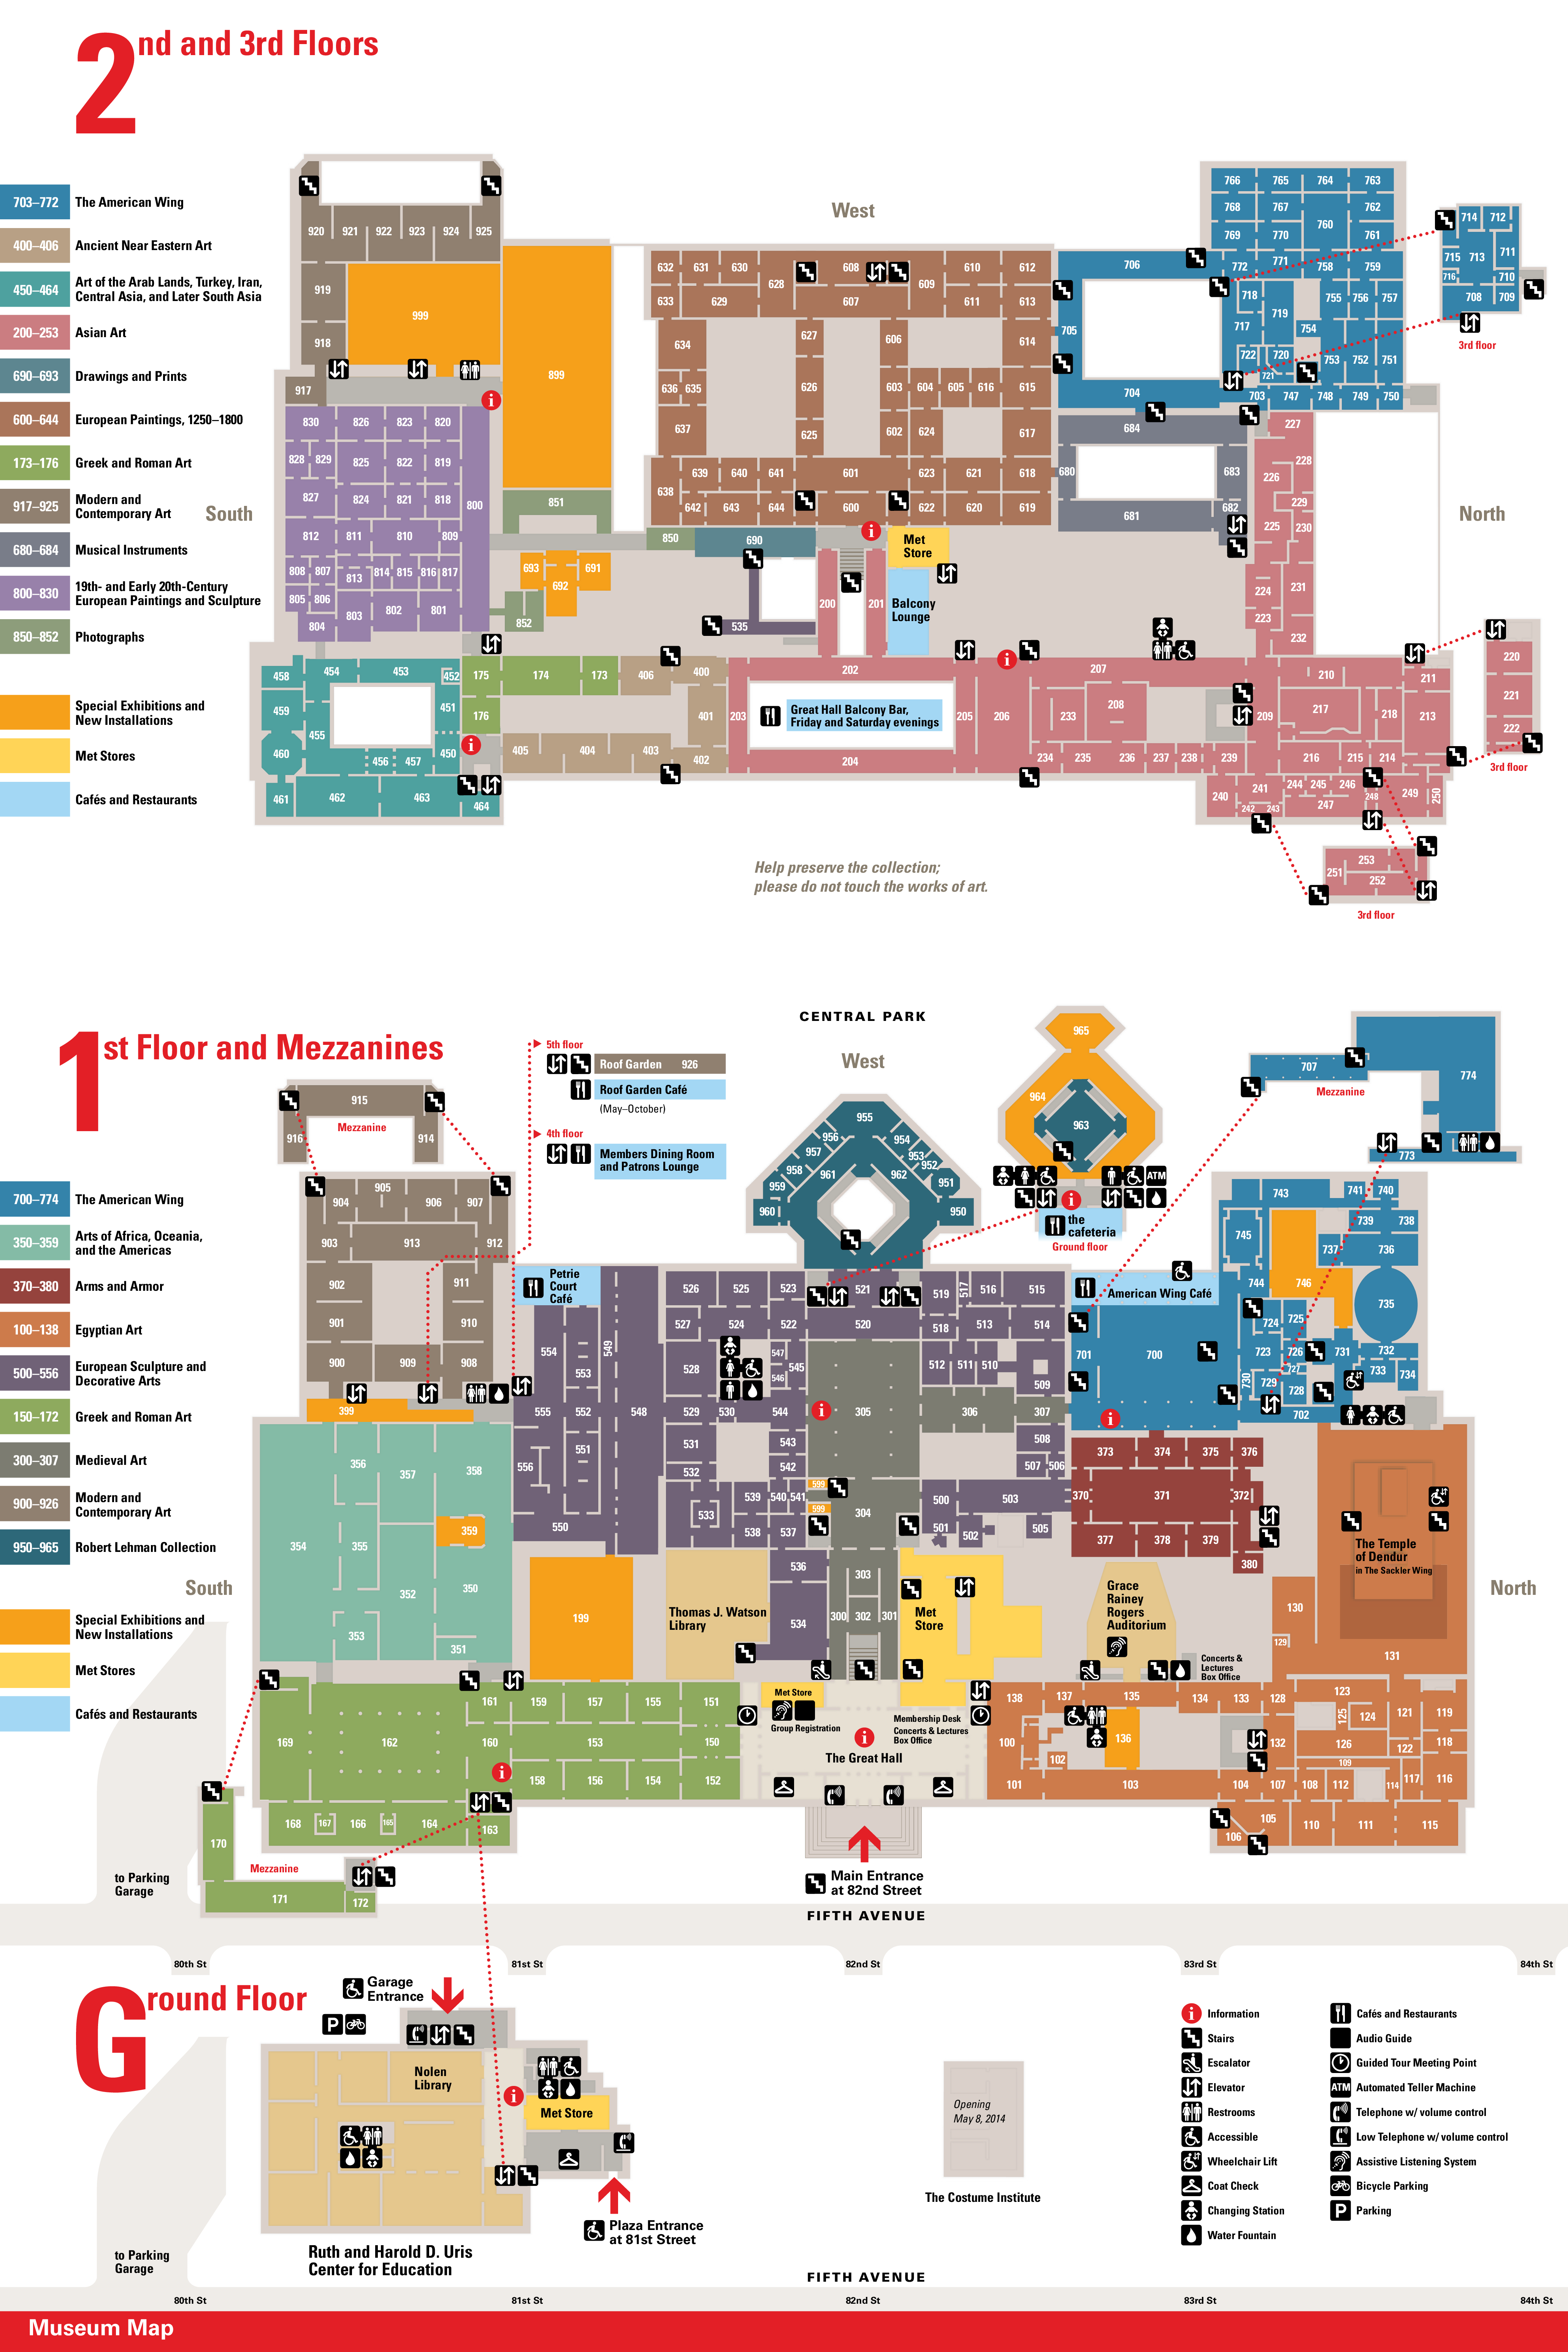 2nd and 3rd Floors
703–772 The American Wing
400–406 Ancient Near Eastern Art
450–464 Art of the Arab Lands, Turkey, Iran,
Central Asia, and Later South Asia
200–253 Asian Art
690–693 Drawings and Prints
600–644 European Paintings, 1250–1800
173–176 Greek and Roman Art
917–925 Modern and
Contemporary Art
680–684 Musical Instruments
800–830 19th- and Early 20th-Century
European Paintings and Sculpture
850–852 Photographs
Special Exhibitions and
New Installations
Met Stores
Cafés and Restaurants
West
South
North
920 921 922 923 924 925
919
999
918
917
899
830 826 823 820
828 829 825 822 819
827 824 821 818 800
812 811 810 809
808 807 813 814 815 816 817
805 806 803 802 801
804
851
850 690
693 692 691
852
535
632 631 630 628 608 609 610 612
633 629 607 611 613
634 627 606 614
636 635 626 603 604 605 616 615
637 625 602 624 617
639 640 641 601 623 621 618
638 642 643 644 600 622 620 619
Met
Store
Balcony
Lounge
200 201
706
705
704
703 747 748 749 750
684
680 683
681 682
766 765 764 763
768 767 760 762
769 770 761
772 771 758 759
718 719 755 756 757
717 754
722 720 721 753 752 751
714 712
715 713 711
716 710
708 709
3rd floor
227
228
226
229
225 230
224 231
223
232
458 454 453 452 175 174 173 406 400
459 455 451 176 401
460 456 457 450 405 404 403 402
461 462 463 464
202
203
Great Hall Balcony Bar,
Friday and Saturday evenings
205 206
204
207
233 208
234 235 236 237 238 239
209 210 211
217 218 213
216 215 214
240 241 242 243 244 245 246 247 248 249 250
220
221
222
3rd floor
253
251 252
3rd floor
Help preserve the collection;
please do not touch the works of art.
1st Floor and Mezzanines
700–774 The American Wing
350–359 Arts of Africa, Oceania,
and the Americas
370–380 Arms and Armor
100–138 Egyptian Art
500–556 European Sculpture and
Decorative Arts
150–172 Greek and Roman Art
300–307 Medieval Art
900–926 Modern and
Contemporary Art
950–965 Robert Lehman Collection
Special Exhibitions and
New Installations
Met Stores
Cafés and Restaurants
CENTRAL PARK
West
South
North
5th floor
Roof Garden 926
Roof Garden Café
(May–October)
4th floor
Members Dining Room
and Patrons Lounge
915
916 914
Mezzanine
904 905 906 907
903 913 912
902 911
901 910
900 909 908
399
Petrie
Court
Café
554 553 549
555 552 548
556 551
550
356 357 358
354 355 359
352 350
353 351
199
955
956 954
957 953
958 952
961 962
959 951
960 950
965
964
963
ATM
the
cafeteria
Ground floor
707
Mezzanine
774
773
526 525 523 521 519 517 516 515
527 524 522 520 518 513 514
528 547 546 545 512 511 510 509
529 530 544 305 306 307
531 543 508
532 542 507 506
533 539 540 541 599 599 304 500 503
538 537 501 502 505
536 303
534 300 302 301
Thomas J. Watson
Library
Met
Store
American Wing Café
701 700
743 741 740
745 739 738
737 736
744 746
735
724 725
723 726 731 732
727 733 734
730 729 728
702
373 374 375 376
370 371 372
377 378 379
380
Grace
Rainey
Rogers
Auditorium
Concerts &
Lectures
Box Office
The Temple
of Dendur
in The Sackler Wing
130
129
131
169 162 161 159 157 155 151
160 153 150
158 156 154 152
168 167 166 165 164 163
170
Mezzanine
171 172
Met Store
Group Registration
Membership Desk
Concerts & Lectures
Box Office
The Great Hall
138 137 135 134 133 128
100 102 136 132
101 103 104 107 108 112
123 125 124 121 119
126 122 118
109 114 117 116
105 106 110 111 115
to Parking
Garage
Main Entrance
at 82nd Street
FIFTH AVENUE
80th St 81st St 82nd St 83rd St 84th St
Ground Floor
Garage
Entrance
P
Nolen
Library
Met Store
Plaza Entrance
at 81st Street
Ruth and Harold D. Uris
Center for Education
to Parking
Garage
Opening
May 8, 2014
The Costume Institute
Information
Stairs
Escalator
Elevator
Restrooms
Accessible
Wheelchair Lift
Coat Check
Changing Station
Water Fountain
Cafés and Restaurants
Audio Guide
Guided Tour Meeting Point
ATM Automated Teller Machine
Telephone w/ volume control
Low Telephone w/ volume control
Assistive Listening System
Bicycle Parking
P Parking
FIFTH AVENUE
80th St 81st St 82nd St 83rd St 84th St
Museum Map